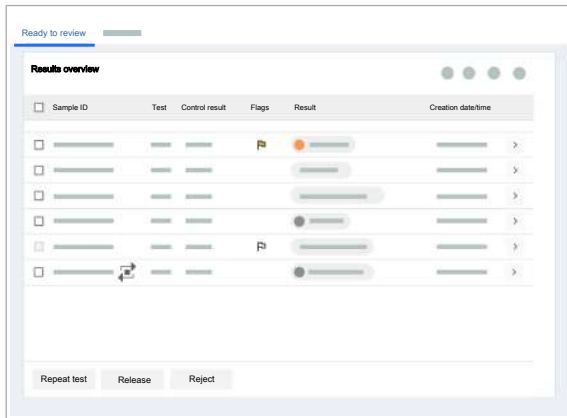 Ready to review
Results overview
Sample ID Test Control result Flags Result Creation date/time
Repeat test Release Reject